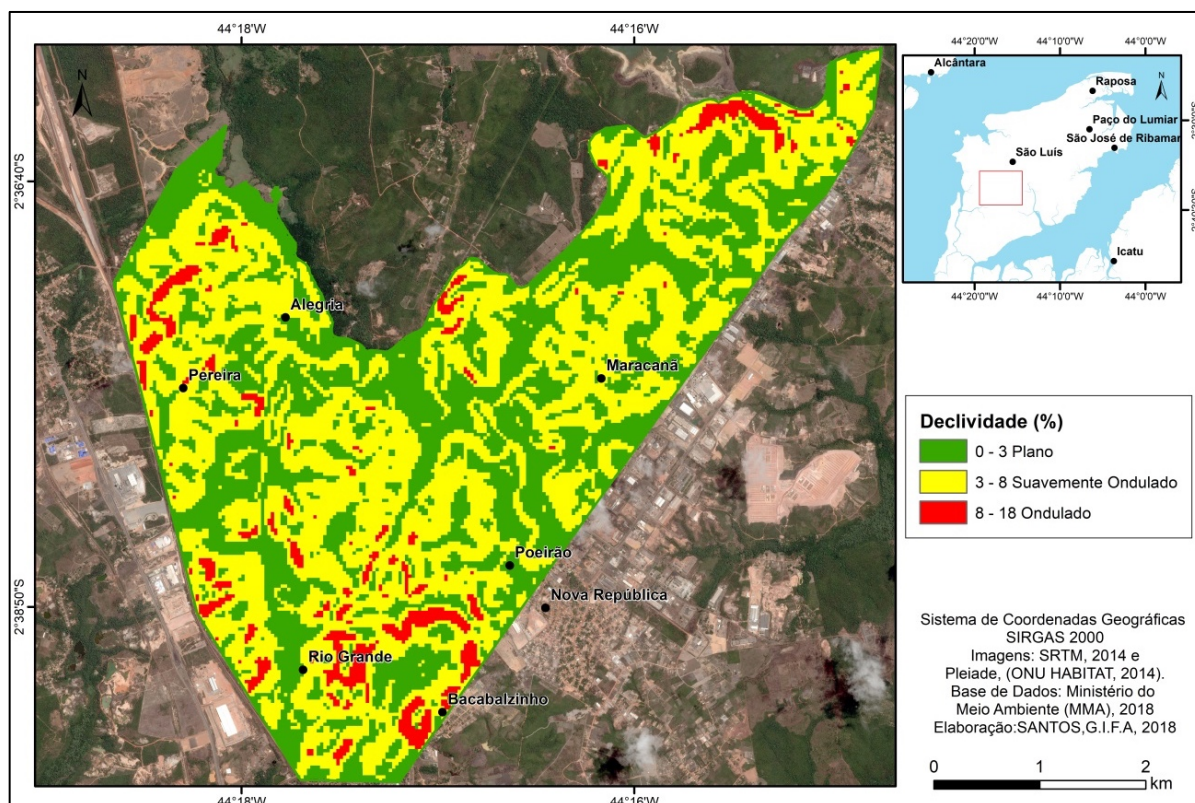 44°18'W
44°16'W
N
2°36'40"S
2°38'50"S
Alegria
Pereira
Maracanã
Poeirão
Nova República
Rio Grande
Bacabalzinho
44°18'W
44°16'W
44°20'0"W
44°10'0"W
44°0'0"W
Alcântara
N
Raposa
Paço do Lumiar
São José de Ribamar
São Luís
Icatu
44°20'0"W
44°10'0"W
44°0'0"W
Declividade (%)
0 - 3 Plano
3 - 8 Suavemente Ondulado
8 - 18 Ondulado
Sistema de Coordenadas Geográficas
SIRGAS 2000
Imagens: SRTM, 2014 e
Pleiade, (ONU HABITAT, 2014).
Base de Dados: Ministério do
Meio Ambiente (MMA), 2018
Elaboração:SANTOS,G.I.F.A, 2018
0 1 2
km